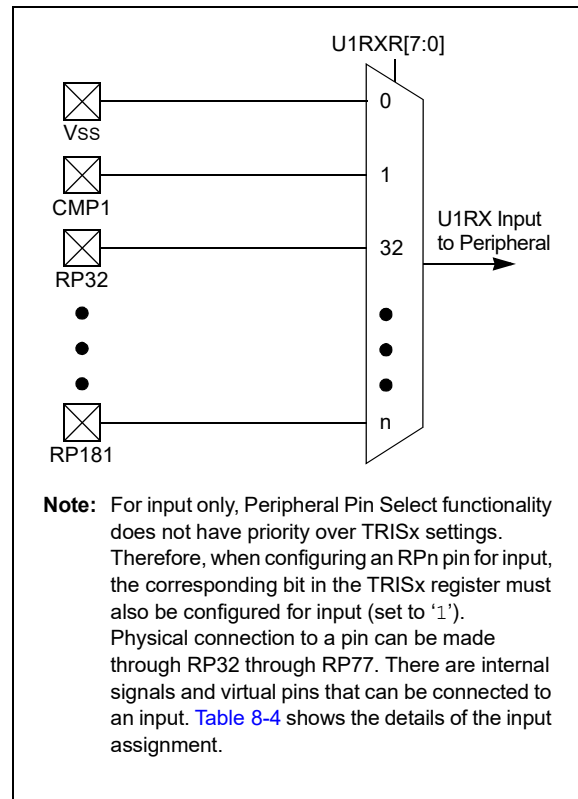 U1RXR[7:0]
0
Vss
1
CMP1
U1RX Input
to Peripheral
32
RP32
n
RP181
Note: For input only, Peripheral Pin Select functionality
does not have priority over TRISx settings.
Therefore, when configuring an RPn pin for input,
the corresponding bit in the TRISx register must
also be configured for input (set to ‘1’).
Physical connection to a pin can be made
through RP32 through RP77. There are internal
signals and virtual pins that can be connected to
an input. Table 8-4 shows the details of the input
assignment.